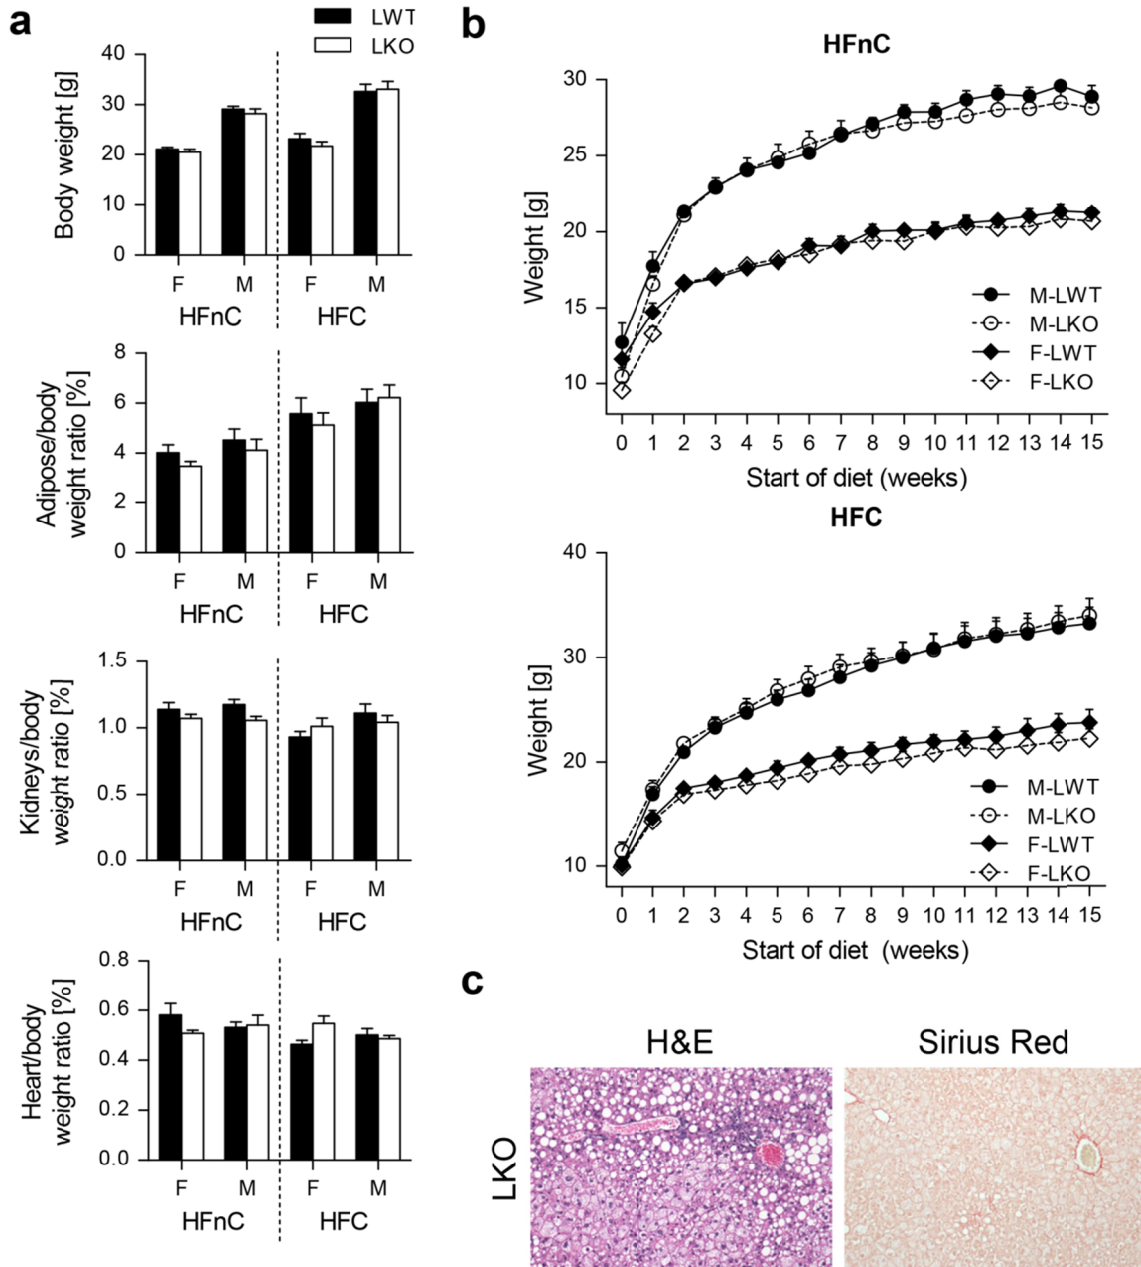 a
LWT
LKO
Body weight [g]
40
30
20
10
0
F
M
F
M
HFnC
HFC
Adipose/body
weight ratio [%]
8
6
4
2
0
F
M
F
M
HFnC
HFC
Kidneys/body
weight ratio [%]
1.5
1.0
0.5
0.0
F
M
F
M
HFnC
HFC
Heart/body
weight ratio [%]
0.8
0.6
0.4
0.2
0.0
F
M
F
M
HFnC
HFC
b
HFnC
Weight [g]
30
25
20
15
10
M-LWT
M-LKO
F-LWT
F-LKO
0 1 2 3 4 5 6 7 8 9 10 11 12 13 14 15
Start of diet (weeks)
HFC
Weight [g]
40
30
20
10
M-LWT
M-LKO
F-LWT
F-LKO
0 1 2 3 4 5 6 7 8 9 10 11 12 13 14 15
Start of diet (weeks)
c
H&E
Sirius Red
LKO